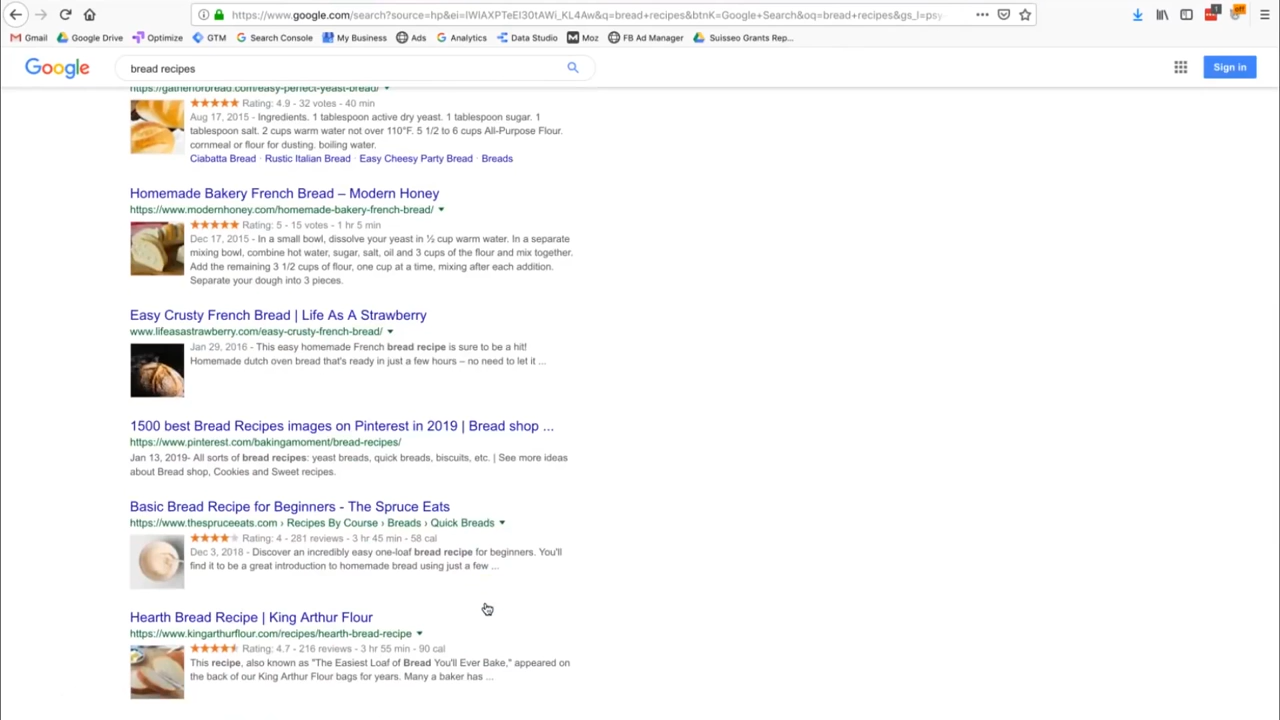 https://www.google.com/search?source=hp&ei=IWlAXPTeEI30tAWi_KL4Aw&q=bread+recipes&btnK=Google+Search&oq=bread+recipes&gs_l=psy
1
off
Gmail Google Drive Optimize GTM Search Console My Business Ads Analytics Data Studio Moz FB Ad Manager Suisseo Grants Rep...
Google bread recipes Sign in
https://gatherforbread.com/easy-perfect-yeast-bread/
Rating: 4.9 - 32 votes - 40 min
Aug 17, 2015 - Ingredients. 1 tablespoon active dry yeast. 1 tablespoon sugar. 1
tablespoon salt. 2 cups warm water not over 110°F. 5 1/2 to 6 cups All-Purpose Flour.
cornmeal or flour for dusting. boiling water.
Ciabatta Bread · Rustic Italian Bread · Easy Cheesy Party Bread · Breads
Homemade Bakery French Bread – Modern Honey
https://www.modernhoney.com/homemade-bakery-french-bread/
Rating: 5 - 15 votes - 1 hr 5 min
Dec 17, 2015 - In a small bowl, dissolve your yeast in ½ cup warm water. In a separate
mixing bowl, combine hot water, sugar, salt, oil and 3 cups of the flour and mix together.
Add the remaining 3 1/2 cups of flour, one cup at a time, mixing after each addition.
Separate your dough into 3 pieces.
Easy Crusty French Bread | Life As A Strawberry
www.lifeasastrawberry.com/easy-crusty-french-bread/
Jan 29, 2016 - This easy homemade French bread recipe is sure to be a hit!
Homemade dutch oven bread that's ready in just a few hours – no need to let it ...
1500 best Bread Recipes images on Pinterest in 2019 | Bread shop ...
https://www.pinterest.com/bakingamoment/bread-recipes/
Jan 13, 2019- All sorts of bread recipes: yeast breads, quick breads, biscuits, etc. | See more ideas
about Bread shop, Cookies and Sweet recipes.
Basic Bread Recipe for Beginners - The Spruce Eats
https://www.thespruceeats.com › Recipes By Course › Breads › Quick Breads
Rating: 4 - 281 reviews - 3 hr 45 min - 58 cal
Dec 3, 2018 - Discover an incredibly easy one-loaf bread recipe for beginners. You'll
find it to be a great introduction to homemade bread using just a few ...
Hearth Bread Recipe | King Arthur Flour
https://www.kingarthurflour.com/recipes/hearth-bread-recipe
Rating: 4.7 - 216 reviews - 3 hr 55 min - 90 cal
This recipe, also known as "The Easiest Loaf of Bread You'll Ever Bake," appeared on
the back of our King Arthur Flour bags for years. Many a baker has ...